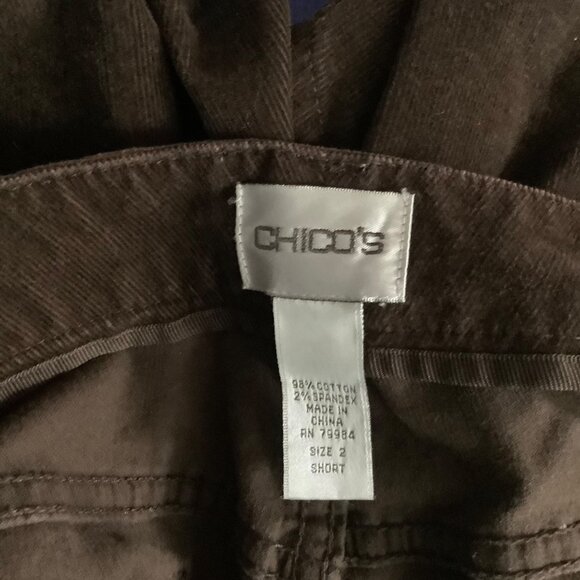 CHICO'S
98% COTTON
2% SPANDEX
MADE IN
CHINA
RN 79984
SIZE 2
SHORT